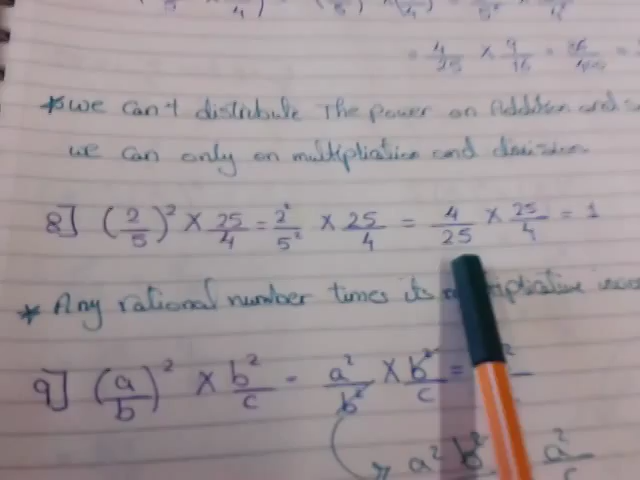 = 4/25 × 9/16 = 36/400 =
* we can't distribute The power on Addition and
we can only on multipliation and division
8] (2/5)² × 25/4 = 2²/5² × 25/4 = 4/25 × 25/4 = 1
* Any rational number times its
9] (a/b)² × b²/c = a²/b² × b²/c =
a² b² a²/c